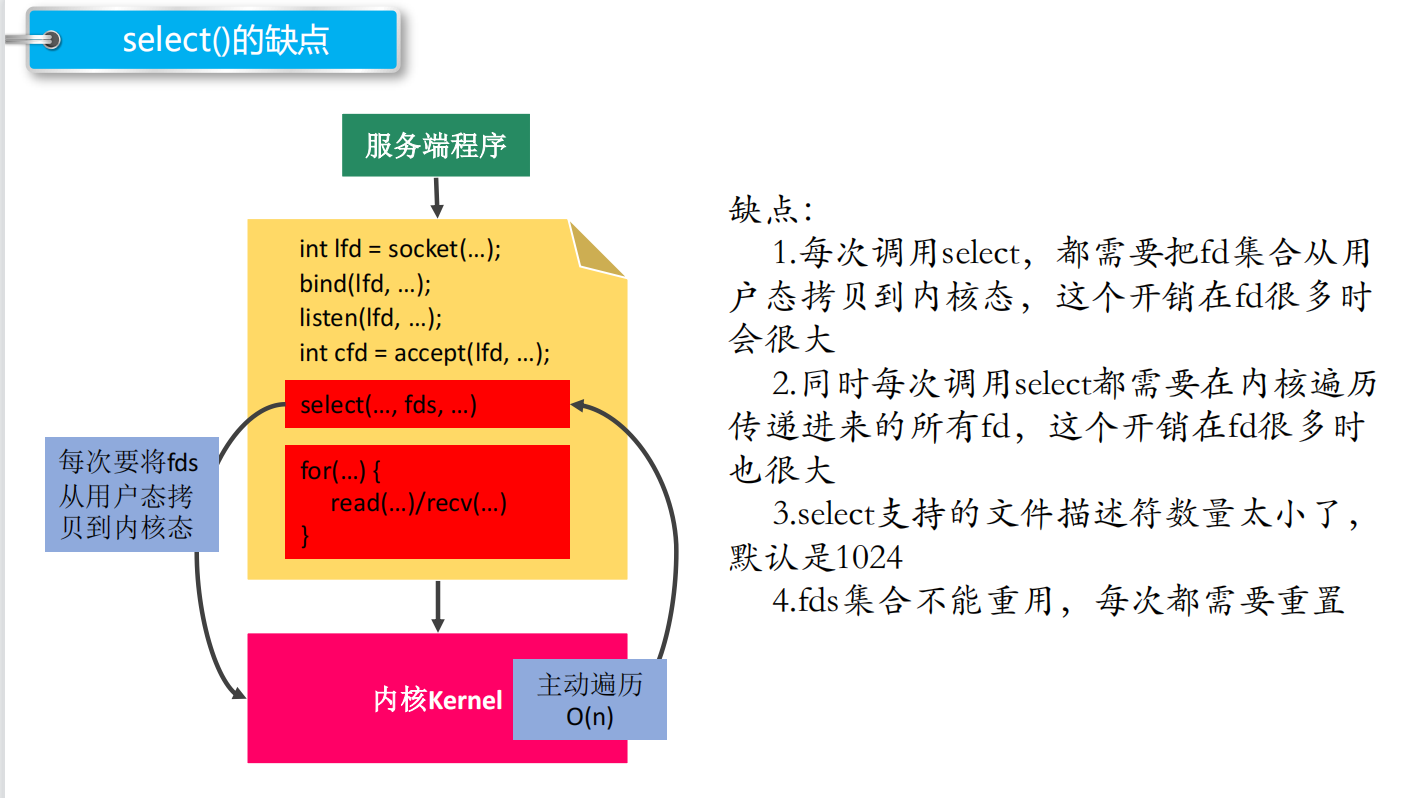 select()的缺点
服务端程序
int lfd = socket(…);
bind(lfd, …);
listen(lfd, …);
int cfd = accept(lfd, …);
select(…, fds, …)
for(…) {
read(…)/recv(…)
}
每次要将fds
从用户态拷
贝到内核态
内核Kernel
主动遍历
O(n)
缺点：
1.每次调用select，都需要把fd集合从用
户态拷贝到内核态，这个开销在fd很多时
会很大
2.同时每次调用select都需要在内核遍历
传递进来的所有fd，这个开销在fd很多时
也很大
3.select支持的文件描述符数量太小了，
默认是1024
4.fds集合不能重用，每次都需要重置